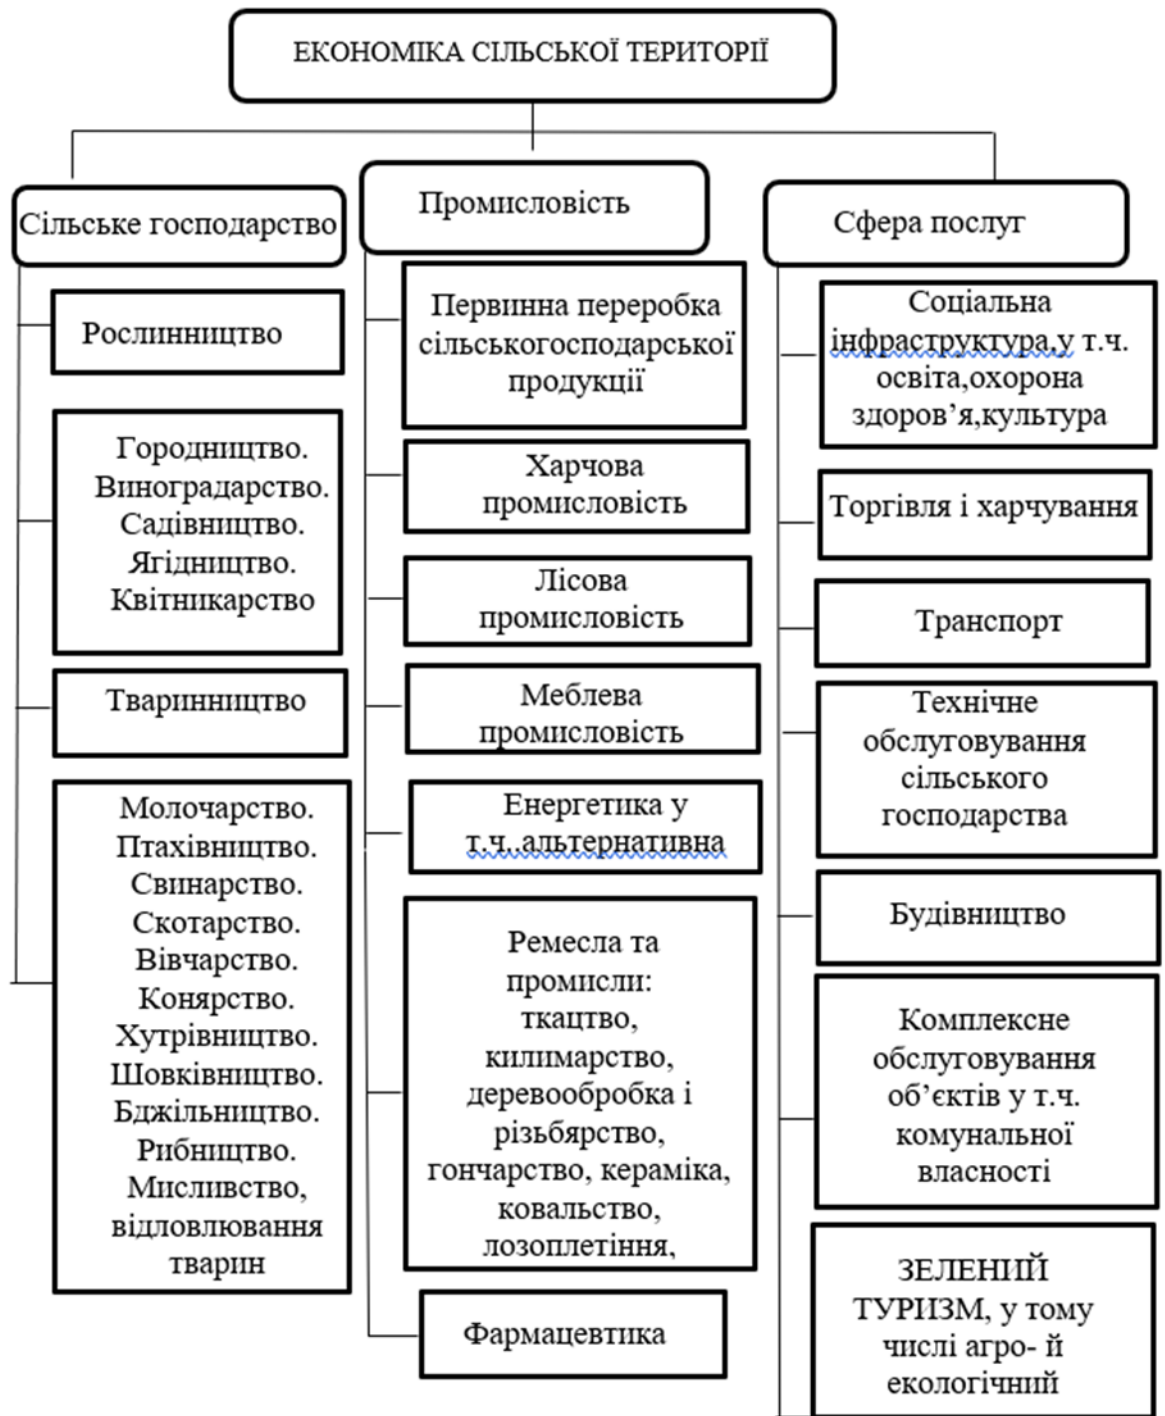 ЕКОНОМІКА СІЛЬСЬКОЇ ТЕРИТОРІЇ
Сільське господарство
Рослинництво
Городництво.
Виноградарство.
Садівництво.
Ягідництво.
Квітникарство
Тваринництво
Молочарство.
Птахівництво.
Свинарство.
Скотарство.
Вівчарство.
Конярство.
Хутрівництво.
Шовківництво.
Бджільництво.
Рибництво.
Мисливство,
відловлювання
тварин
Промисловість
Первинна переробка
сільськогосподарської
продукції
Харчова
промисловість
Лісова
промисловість
Меблева
промисловість
Енергетика у
т.ч..альтернативна
Ремесла та
промисли:
ткацтво,
килимарство,
деревообробка і
різьбярство,
гончарство, кераміка,
ковальство,
лозоплетіння,
Фармацевтика
Сфера послуг
Соціальна
інфраструктура,у т.ч.
освіта,охорона
здоров’я,культура
Торгівля і харчування
Транспорт
Технічне
обслуговування
сільського
господарства
Будівництво
Комплексне
обслуговування
об’єктів у т.ч.
комунальної
власності
ЗЕЛЕНИЙ
ТУРИЗМ, у тому
числі агро- й
екологічний